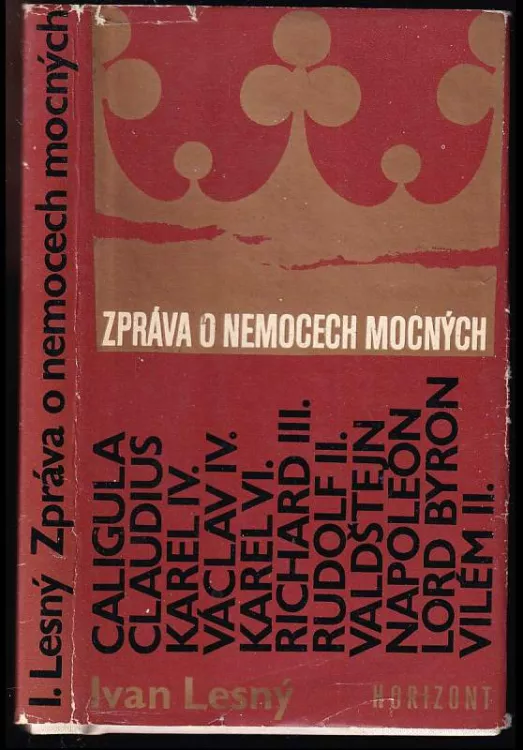 I. Lesný Zpráva o nemocech mocných
ZPRÁVA O NEMOCECH MOCNÝCH
CALIGULA
CLAUDIUS
KAREL IV.
VÁCLAV IV.
KAREL VI.
RICHARD III.
RUDOLF II.
VALDŠTEJN
NAPOLEON
LORD BYRON
VILÉM II.
Ivan Lesný
HORIZONT